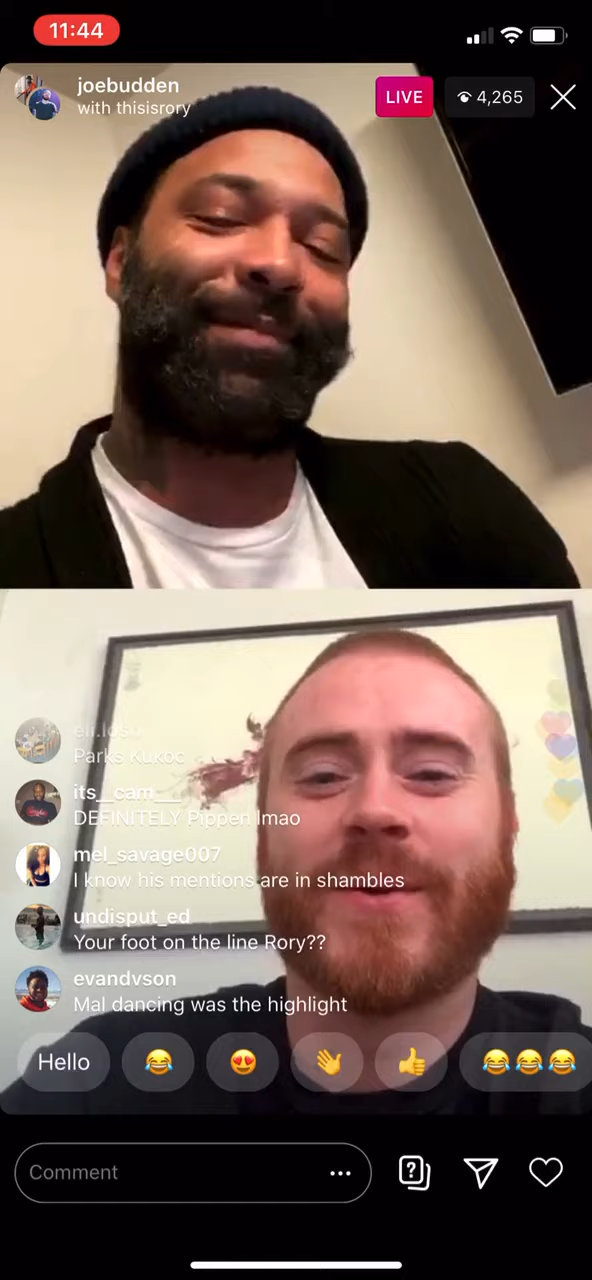 11:44
joebudden
with thisisrory
LIVE
4,265
Parks Kukoc
its__cam__
DEFINITELY Pippen lmao
mel_savage007
I know his mentions are in shambles
undisput_ed
Your foot on the line Rory??
evandvson
Mal dancing was the highlight
Hello
Comment